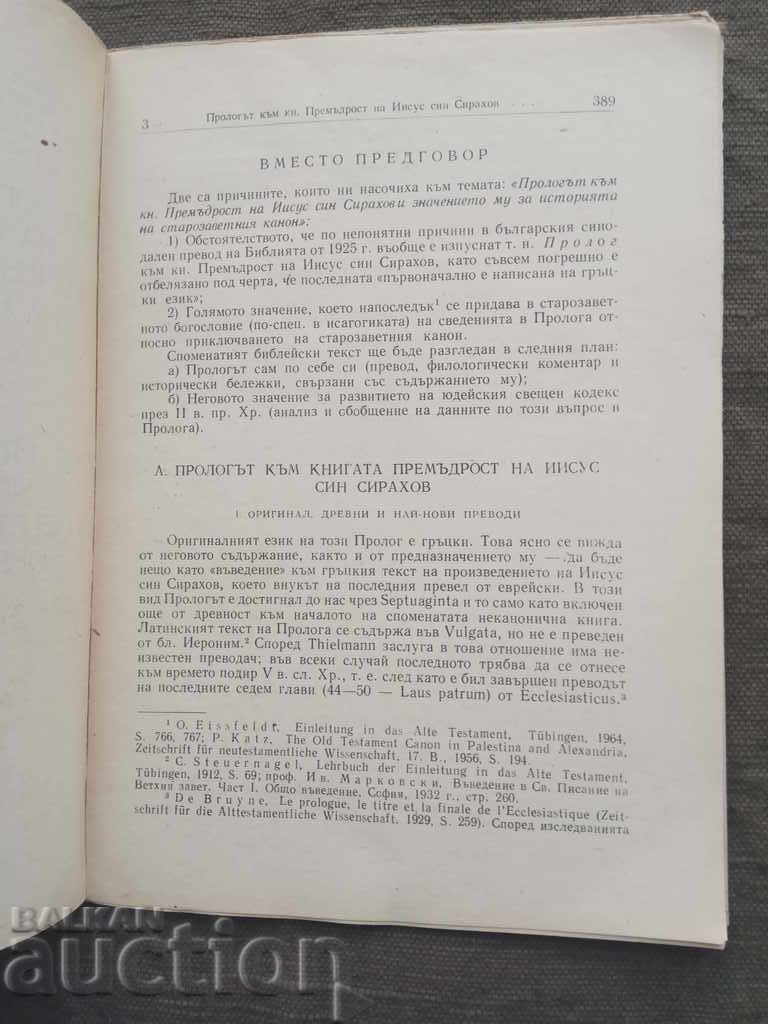 3
Прологът към кн. Премъдрост на Иисус син Сирахов . . .
389
ВМЕСТО ПРЕДГОВОР
Две са причините, които ни насочиха към темата: «Прологът към
кн. Премъдрост на Иисус син Сирахов и значението му за историята
на старозаветния канон»:
1) Обстоятелството, че по непонятни причини в българския сино-
дален превод на Библията от 1925 г. въобще е изпуснат т. н. Пролог
към кн. Премъдрост на Иисус син Сирахов, като съвсем погрешно е
отбелязано под черта, че последната «първоначално е написана на гръц-
ки език»;
2) Голямото значение, което напоследък¹ се придава в старозавет-
ното богословие (по-спец. в исагогиката) на сведенията в Пролога от-
носно приключването на старозаветния канон.
Споменатият библейски текст ще бъде разгледан в следния план:
а) Прологът сам по себе си (превод, филологически коментар и
исторически бележки, свързани със съдържанието му);
б) Неговото значение за развитието на юдейския свещен кодекс
през II в. пр. Хр. (анализ и обобщение на данните по този въпрос в
Пролога).
А. ПРОЛОГЪТ КЪМ КНИГАТА ПРЕМЪДРОСТ НА ИИСУС
СИН СИРАХОВ
I. ОРИГИНАЛ, ДРЕВНИ И НАЙ-НОВИ ПРЕВОДИ
Оригиналният език на този Пролог е гръцки. Това ясно се вижда
от неговото съдържание, както и от предназначението му — да бъде
нещо като «въведение» към гръцкия текст на произведението на Иисус
син Сирахов, което внукът на последния превел от еврейски. В този
вид Прологът е достигнал до нас чрез Septuaginta и то само като включен
още от древност към началото на споменатата неканонична книга.
Латинският текст на Пролога се съдържа във Vulgata, но не е преведен
от бл. Иероним.² Според Thielmann заслуга в това отношение има не-
известен преводач; във всеки случай последното трябва да се отнесе
към времето подир V в. сл. Хр., т. е. след като е бил завършен преводът
на последните седем глави (44—50 — Laus patrum) от Ecclesiasticus.³
¹ O. Eissfeldt, Einleitung in das Alte Testament, Tübingen, 1964,
S. 766, 767; P. Katz, The Old Testament Canon in Palestina and Alexandria,
Zeitschrift für neutestamentliche Wissenschaft, 17. B., 1956, S. 194.
² C. Steuernagel, Lehrbuch der Einleitung in das Alte Testament,
Tübingen, 1912, S. 69; проф. Ив. Марковски, Въведение в Св. Писание на
Ветхия завет. Част I. Общо въведение, София, 1932 г., стр. 260.
³ De Bruyne, Le prologue, le titre et la finale de l'Ecclesiastique (Zeit-
schrift für die Alttestamentliche Wissenschaft, 1929, S. 259). Според изследванията
BALKAN
auction